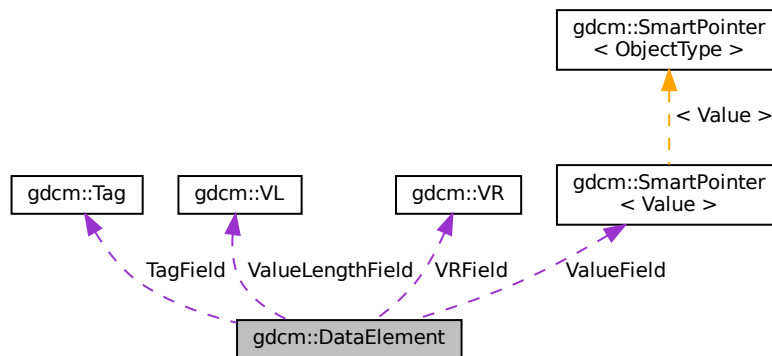 gdcm::SmartPointer
< ObjectType >
< Value >
gdcm::Tag
gdcm::VL
gdcm::VR
gdcm::SmartPointer
< Value >
TagField
ValueLengthField
VRField
ValueField
gdcm::DataElement